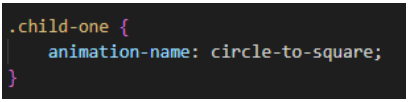 .child-one {
    animation-name: circle-to-square;
}